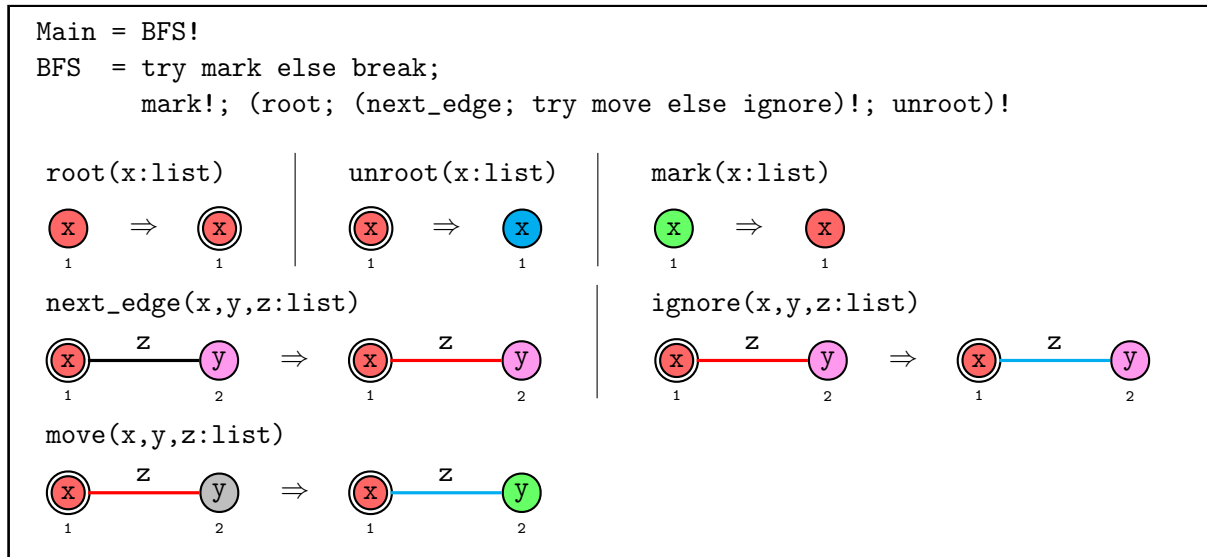 Main = BFS!
BFS = try mark else break;
mark!; (root; (next_edge; try move else ignore)!; unroot)!
root(x:list) unroot(x:list) mark(x:list)
x ⇒ x x ⇒ x x ⇒ x
1 1 1 1 1 1
next_edge(x,y,z:list) ignore(x,y,z:list)
z z z z
x y ⇒ x y x y ⇒ x y
1 2 1 2 1 2 1 2
move(x,y,z:list)
z z
x y ⇒ x y
1 2 1 2